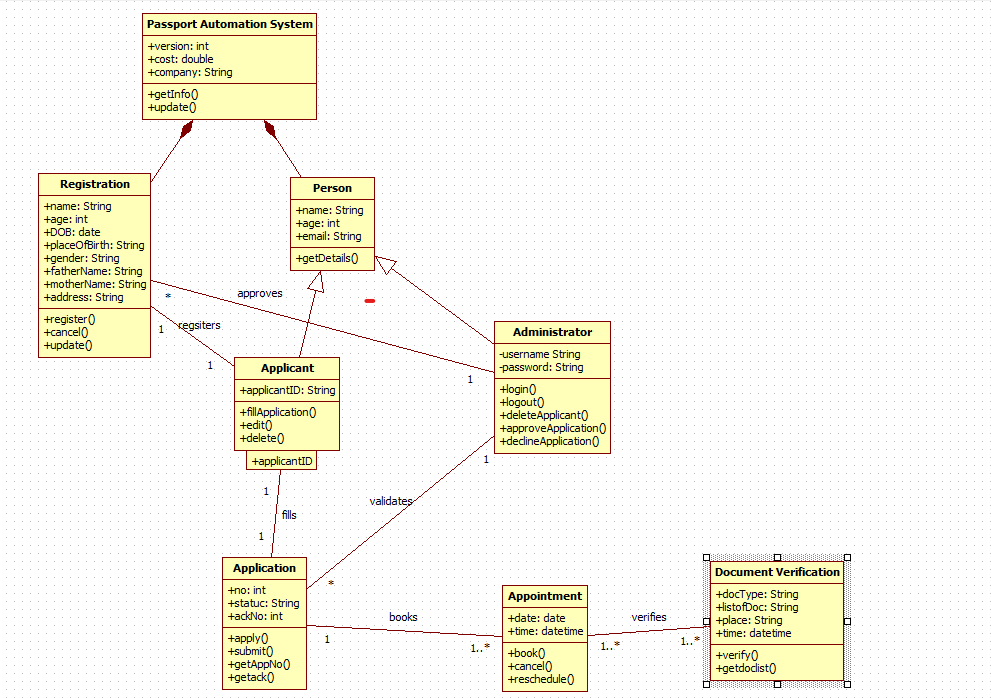 Passport Automation System
+version: int
+cost: double
+company: String
+getInfo()
+update()
Registration
+name: String
+age: int
+DOB: date
+placeOfBirth: String
+gender: String
+fatherName: String
+motherName: String
+address: String
+register()
+cancel()
+update()
Person
+name: String
+age: int
+email: String
+getDetails()
*
approves
1
1
regsiters
1
Administrator
-username String
-password: String
+login()
+logout()
+deleteApplicant()
+approveApplication()
+declineApplication()
Applicant
+applicantID: String
+fillApplication()
+edit()
+delete()
+applicantID
1
fills
1
1
validates
*
Application
+no: int
+statuc: String
+ackNo: int
+apply()
+submit()
+getAppNo()
+getack()
1
books
1..*
Appointment
+date: date
+time: datetime
+book()
+cancel()
+reschedule()
1..*
verifies
1..*
Document Verification
+docType: String
+listofDoc: String
+place: String
+time: datetime
+verify()
+getdoclist()